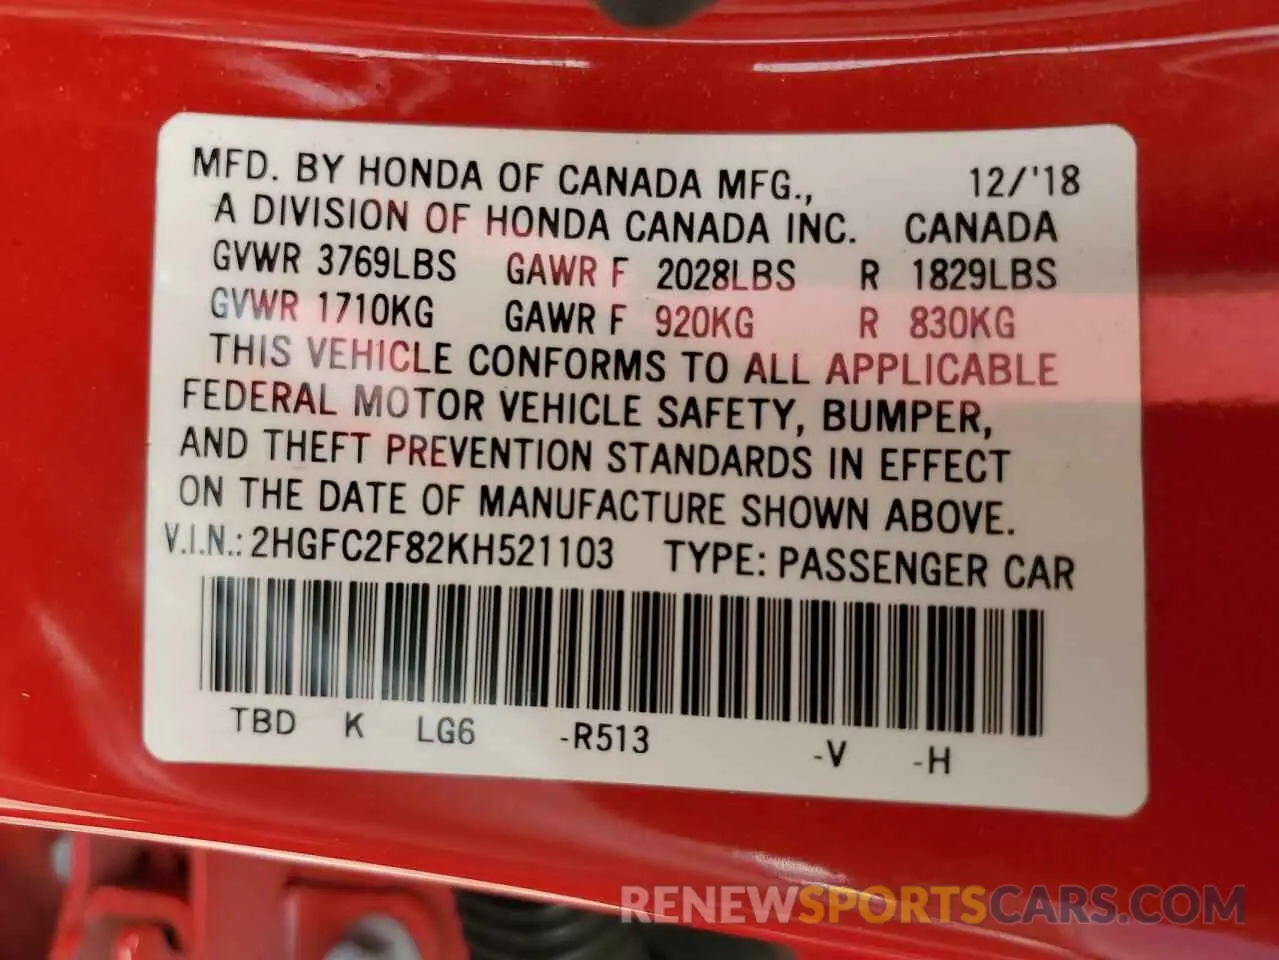 MFD. BY HONDA OF CANADA MFG., 12/'18
A DIVISION OF HONDA CANADA INC. CANADA
GVWR 3769LBS GAWR F 2028LBS R 1829LBS
GVWR 1710KG GAWR F 920KG R 830KG
THIS VEHICLE CONFORMS TO ALL APPLICABLE
FEDERAL MOTOR VEHICLE SAFETY, BUMPER,
AND THEFT PREVENTION STANDARDS IN EFFECT
ON THE DATE OF MANUFACTURE SHOWN ABOVE.
V.I.N.: 2HGFC2F82KH521103 TYPE: PASSENGER CAR
TBD K LG6 -R513 -V -H
RENEWSPORTSCARS.COM